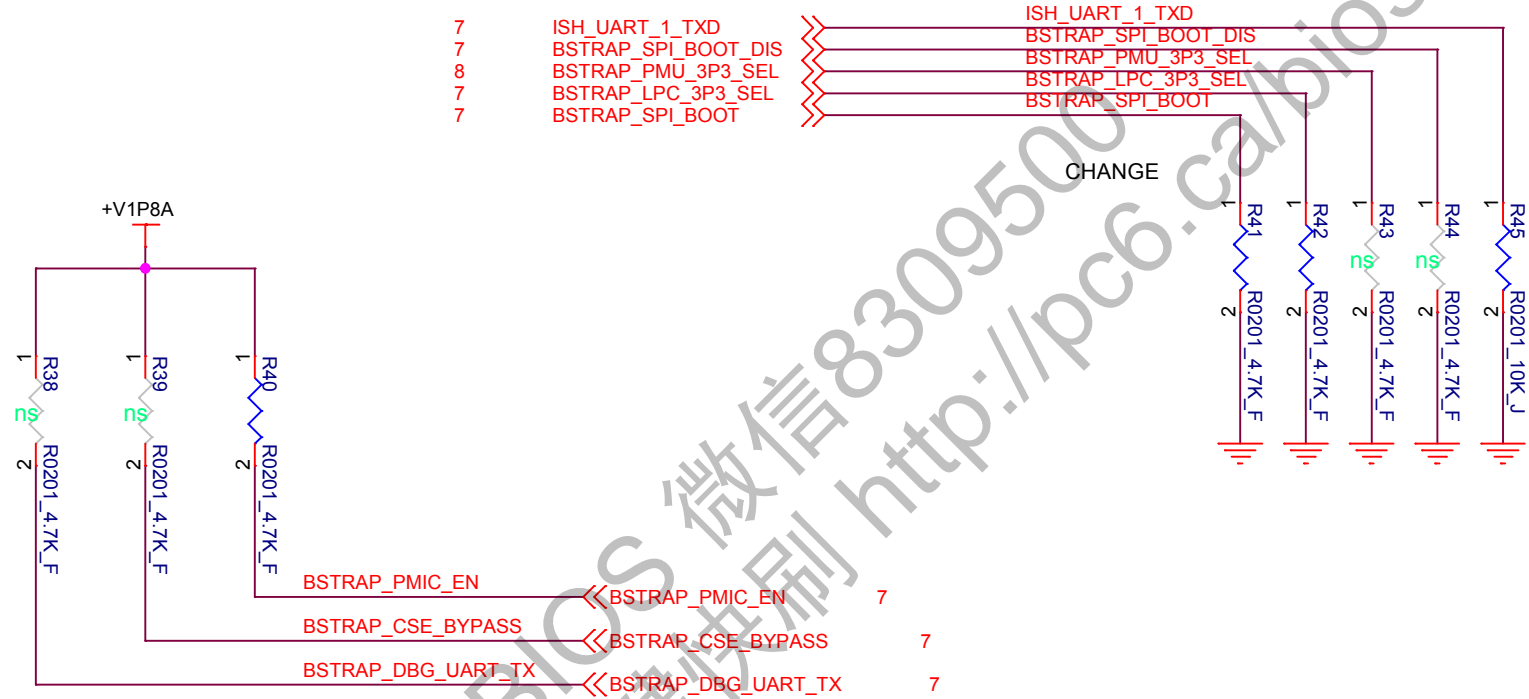 7 ISH_UART_1_TXD ISH_UART_1_TXD
7 BSTRAP_SPI_BOOT_DIS BSTRAP_SPI_BOOT_DIS
8 BSTRAP_PMU_3P3_SEL BSTRAP_PMU_3P3_SEL
7 BSTRAP_LPC_3P3_SEL BSTRAP_LPC_3P3_SEL
7 BSTRAP_SPI_BOOT BSTRAP_SPI_BOOT
CHANGE
1 R41 2 R0201_4.7K_F
1 R42 2 R0201_4.7K_F
1 R43 ns 2 R0201_4.7K_F
1 R44 ns 2 R0201_4.7K_F
1 R45 2 R0201_10K_J
+V1P8A
1 R38 ns 2 R0201_4.7K_F
1 R39 ns 2 R0201_4.7K_F
1 R40 2 R0201_4.7K_F
BSTRAP_PMIC_EN BSTRAP_PMIC_EN 7
BSTRAP_CSE_BYPASS BSTRAP_CSE_BYPASS 7
BSTRAP_DBG_UART_TX BSTRAP_DBG_UART_TX 7
BIOS 微信8309500
快刷 http://pc6.ca/bios